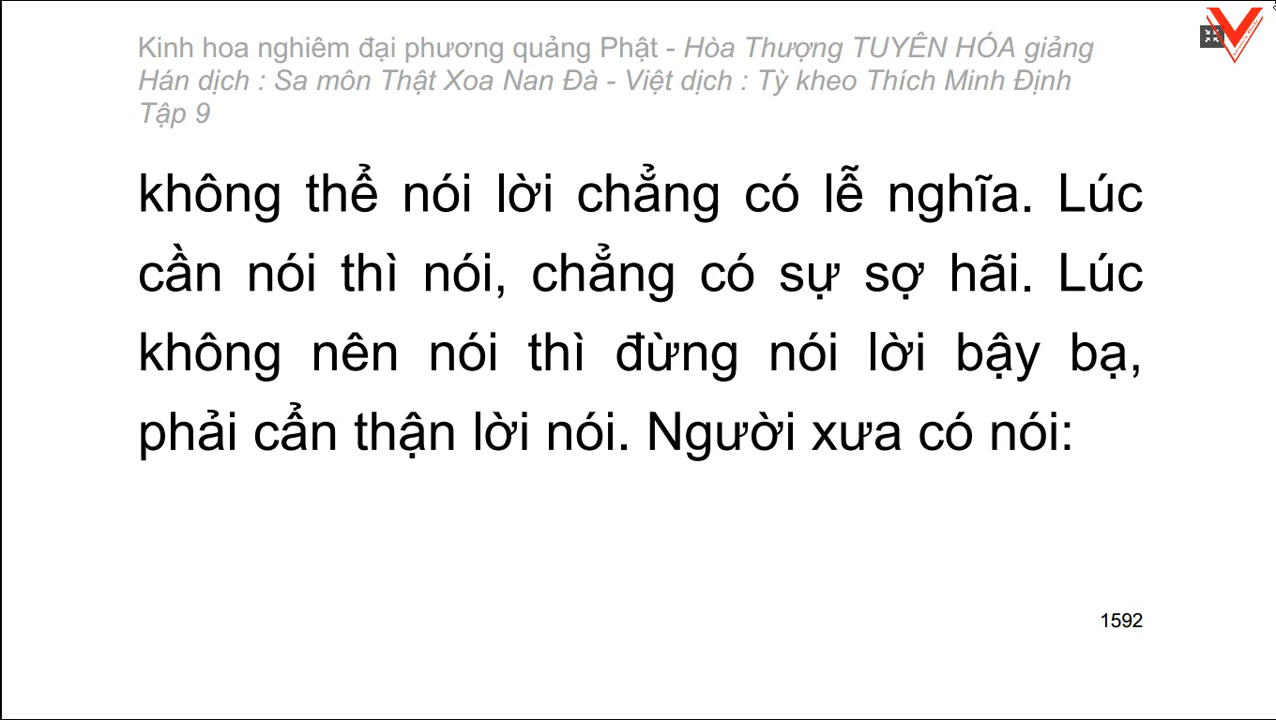 Kinh hoa nghiêm đại phương quảng Phật - Hòa Thượng TUYÊN HÓA giảng
Hán dịch : Sa môn Thật Xoa Nan Đà - Việt dịch : Tỳ kheo Thích Minh Định
Tập 9
không thể nói lời chẳng có lễ nghĩa. Lúc
cần nói thì nói, chẳng có sự sợ hãi. Lúc
không nên nói thì đừng nói lời bậy bạ,
phải cẩn thận lời nói. Người xưa có nói:
1592